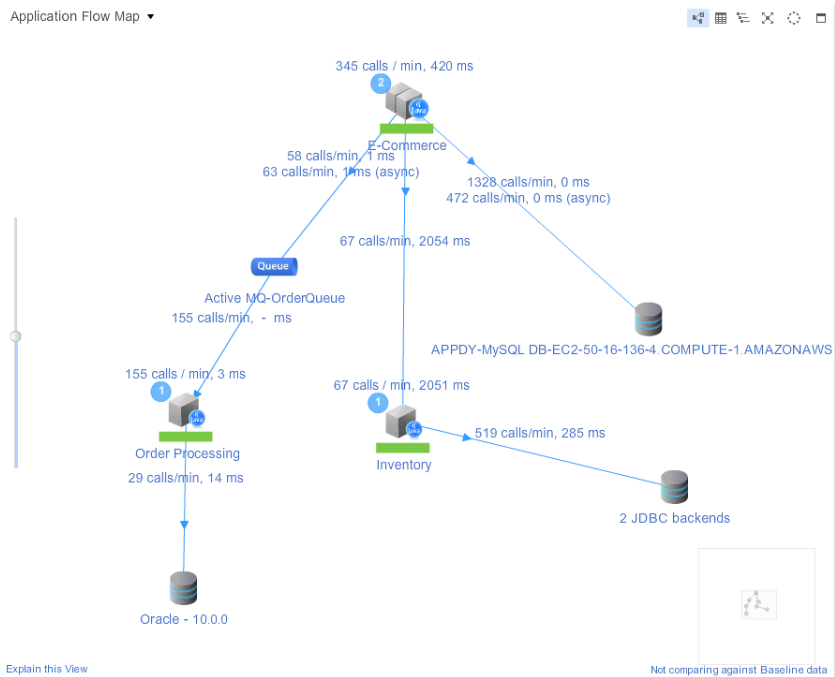 Application Flow Map
345 calls / min, 420 ms
2
Java
E-Commerce
58 calls/min, 1 ms
63 calls/min, 1 ms (async)
1328 calls/min, 0 ms
472 calls/min, 0 ms (async)
67 calls/min, 2054 ms
Queue
Active MQ-OrderQueue
155 calls/min, - ms
APPDY-MySQL DB-EC2-50-16-136-4.COMPUTE-1.AMAZONAWS
155 calls / min, 3 ms
1
Java
Order Processing
67 calls / min, 2051 ms
1
Java
Inventory
519 calls/min, 285 ms
29 calls/min, 14 ms
2 JDBC backends
Oracle - 10.0.0
Explain this View
Not comparing against Baseline data